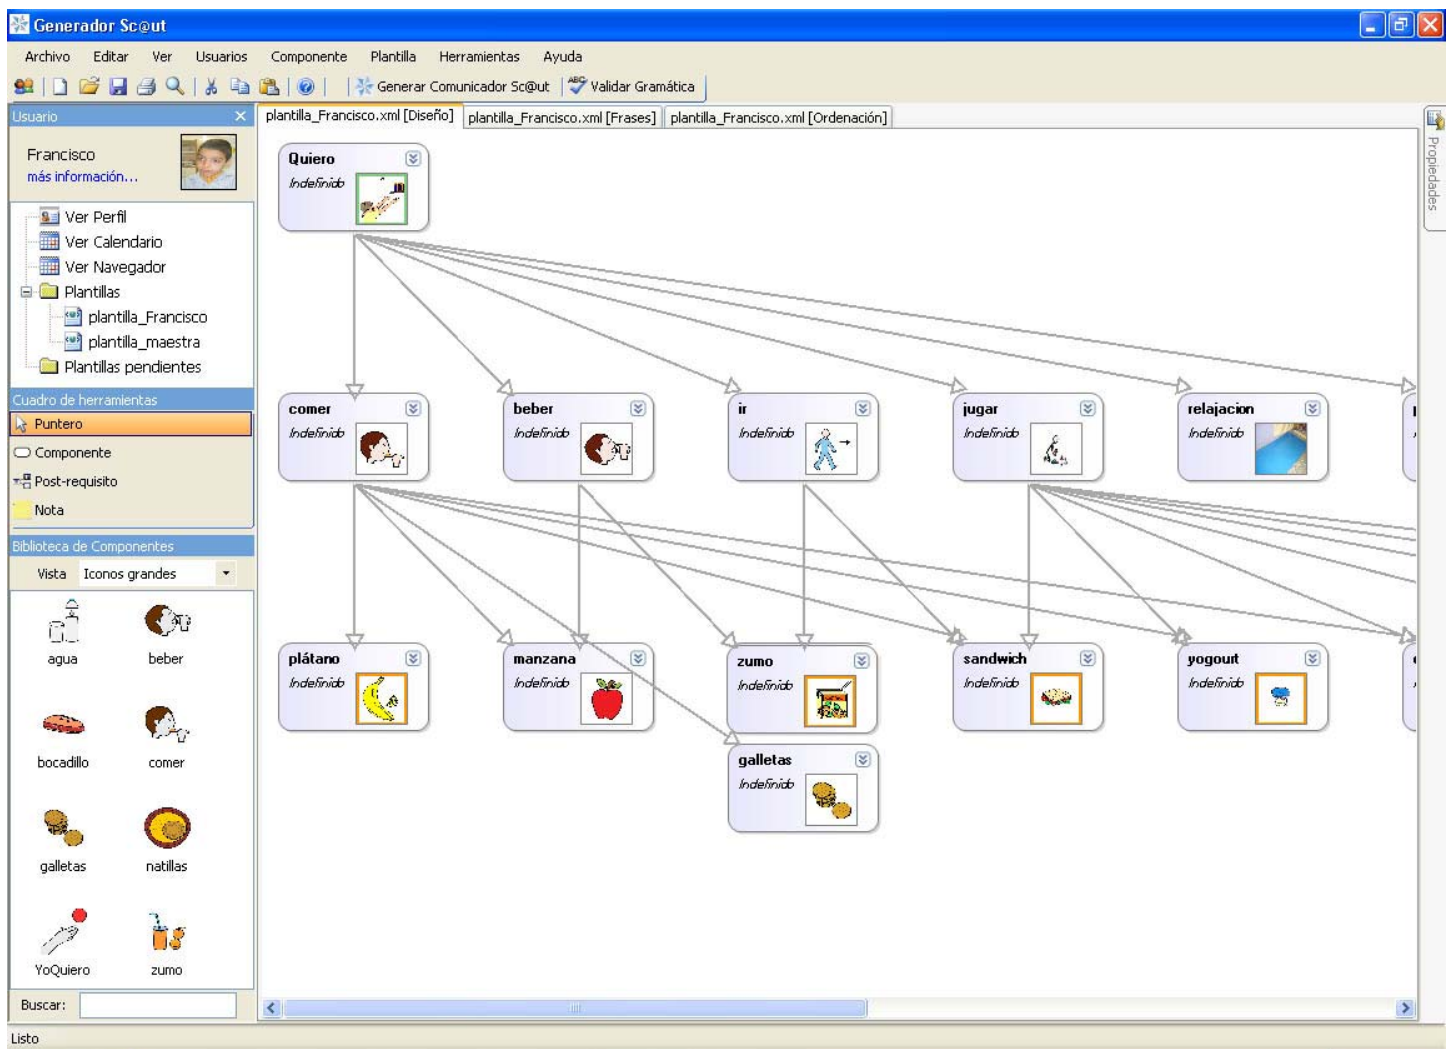 Generador Sc@ut
Archivo Editar Ver Usuarios Componente Plantilla Herramientas Ayuda
Generar Comunicador Sc@ut Validar Gramática
Usuario
plantilla_Francisco.xml [Diseño] plantilla_Francisco.xml [Frases] plantilla_Francisco.xml [Ordenación]
Propiedades
Francisco
más información...
Ver Perfil
Ver Calendario
Ver Navegador
Plantillas
plantilla_Francisco
plantilla_maestra
Plantillas pendientes
Cuadro de herramientas
Puntero
Componente
Post-requisito
Nota
Biblioteca de Componentes
Vista Iconos grandes
agua beber
bocadillo comer
galletas natillas
YoQuiero zumo
Buscar:
Quiero
Indefinido
comer beber ir jugar relajacion
Indefinido Indefinido Indefinido Indefinido Indefinido
plátano manzana zumo sandwich yogourt
Indefinido Indefinido Indefinido Indefinido Indefinido
galletas
Indefinido
Listo